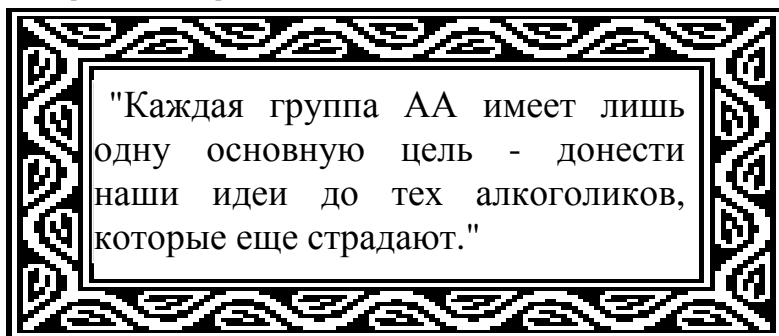 "Каждая группа АА имеет лишь
одну основную цель - донести
наши идеи до тех алкоголиков,
которые еще страдают."